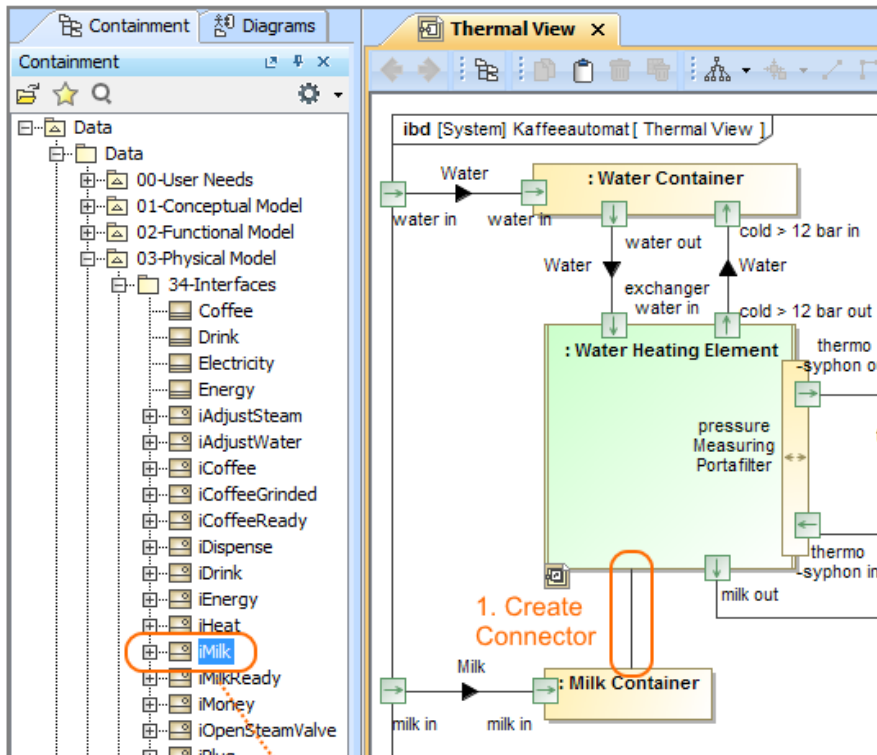 Containment
Diagrams
Containment
Data
Data
00-User Needs
01-Conceptual Model
02-Functional Model
03-Physical Model
34-Interfaces
Coffee
Drink
Electricity
Energy
iAdjustSteam
iAdjustWater
iCoffee
iCoffeeGrinded
iCoffeeReady
iDispense
iDrink
iEnergy
iHeat
iMilk
iMilkReady
iMoney
iOpenSteamValve
Thermal View
ibd [System] Kaffeeautomat[ Thermal View ]
Water
water in
water in
: Water Container
water out
cold > 12 bar in
Water
Water
exchanger
water in
cold > 12 bar out
: Water Heating Element
thermo
-syphon
pressure
Measuring
Portafilter
thermo
-syphon in
milk out
1. Create
Connector
Milk
milk in
milk in
: Milk Container